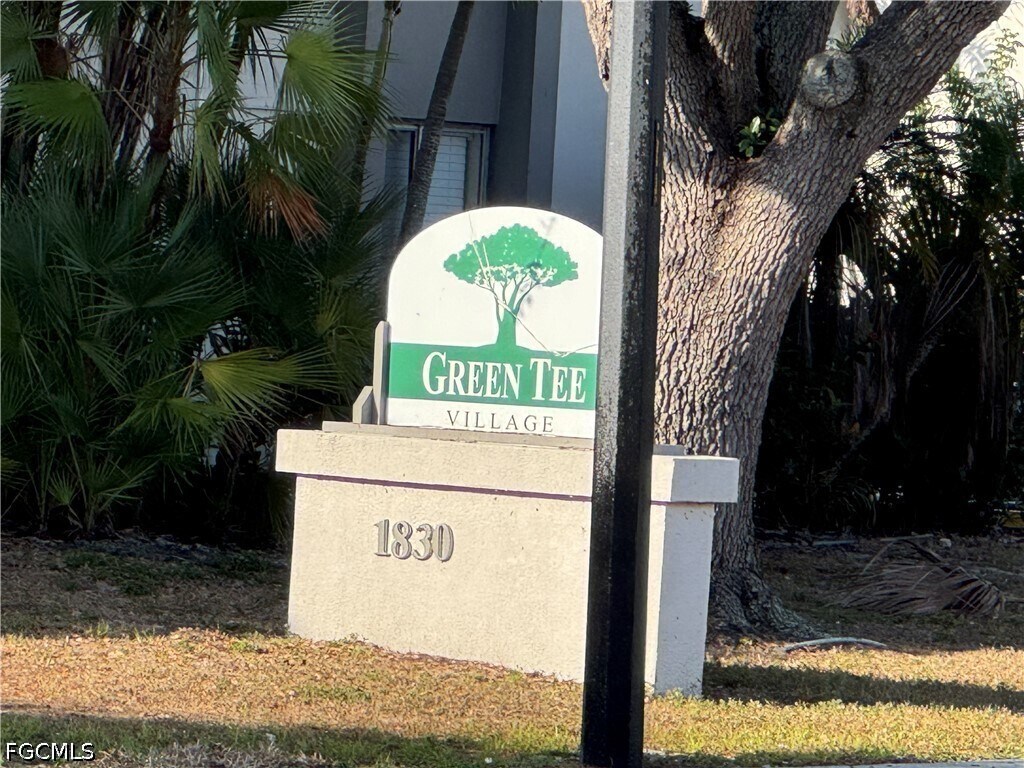 GREEN TEE
VILLAGE
1830
FGCMLS